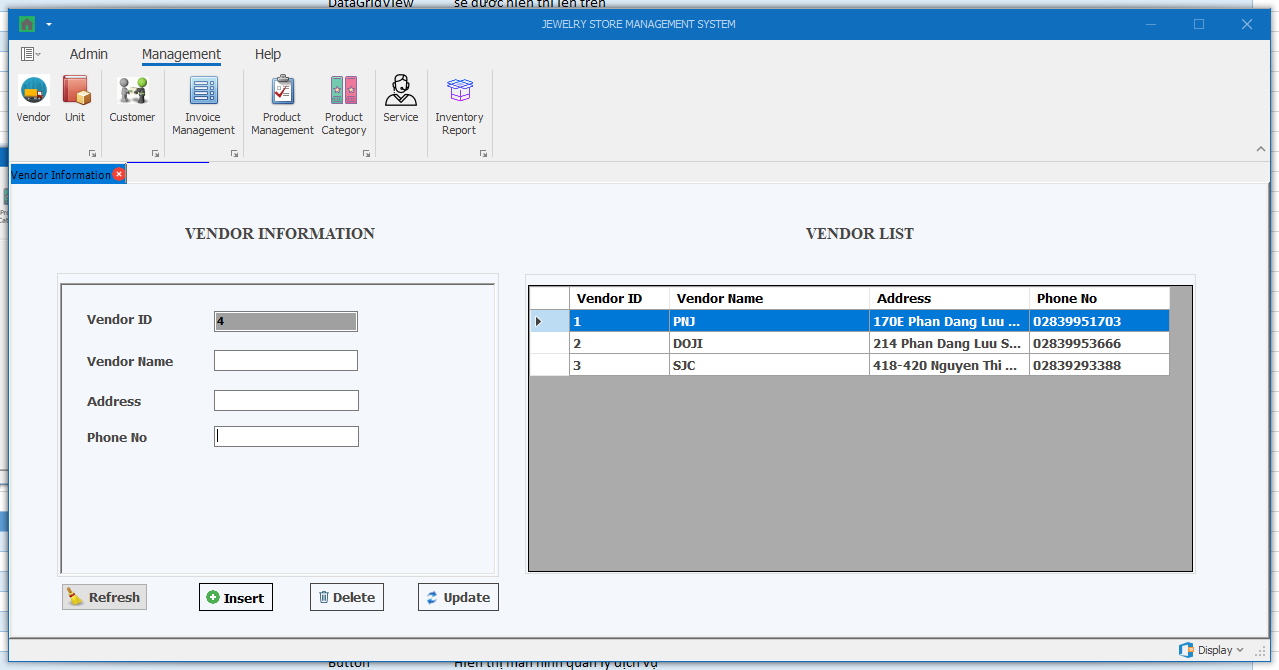 DataGridView sẽ được hiển thị lên trên
JEWELRY STORE MANAGEMENT SYSTEM
Admin Management Help
Vendor Unit Customer Invoice Management Product Management Product Category Service Inventory Report
Vendor Information
VENDOR INFORMATION
VENDOR LIST
Vendor ID 4
Vendor Name
Address
Phone No
Vendor ID Vendor Name Address Phone No
1 PNJ 170E Phan Dang Luu ... 02839951703
2 DOJI 214 Phan Dang Luu S... 02839953666
3 SJC 418-420 Nguyen Thi ... 02839293388
Refresh Insert Delete Update
Display
Button Hiển thị màn hình quản lý dịch vụ